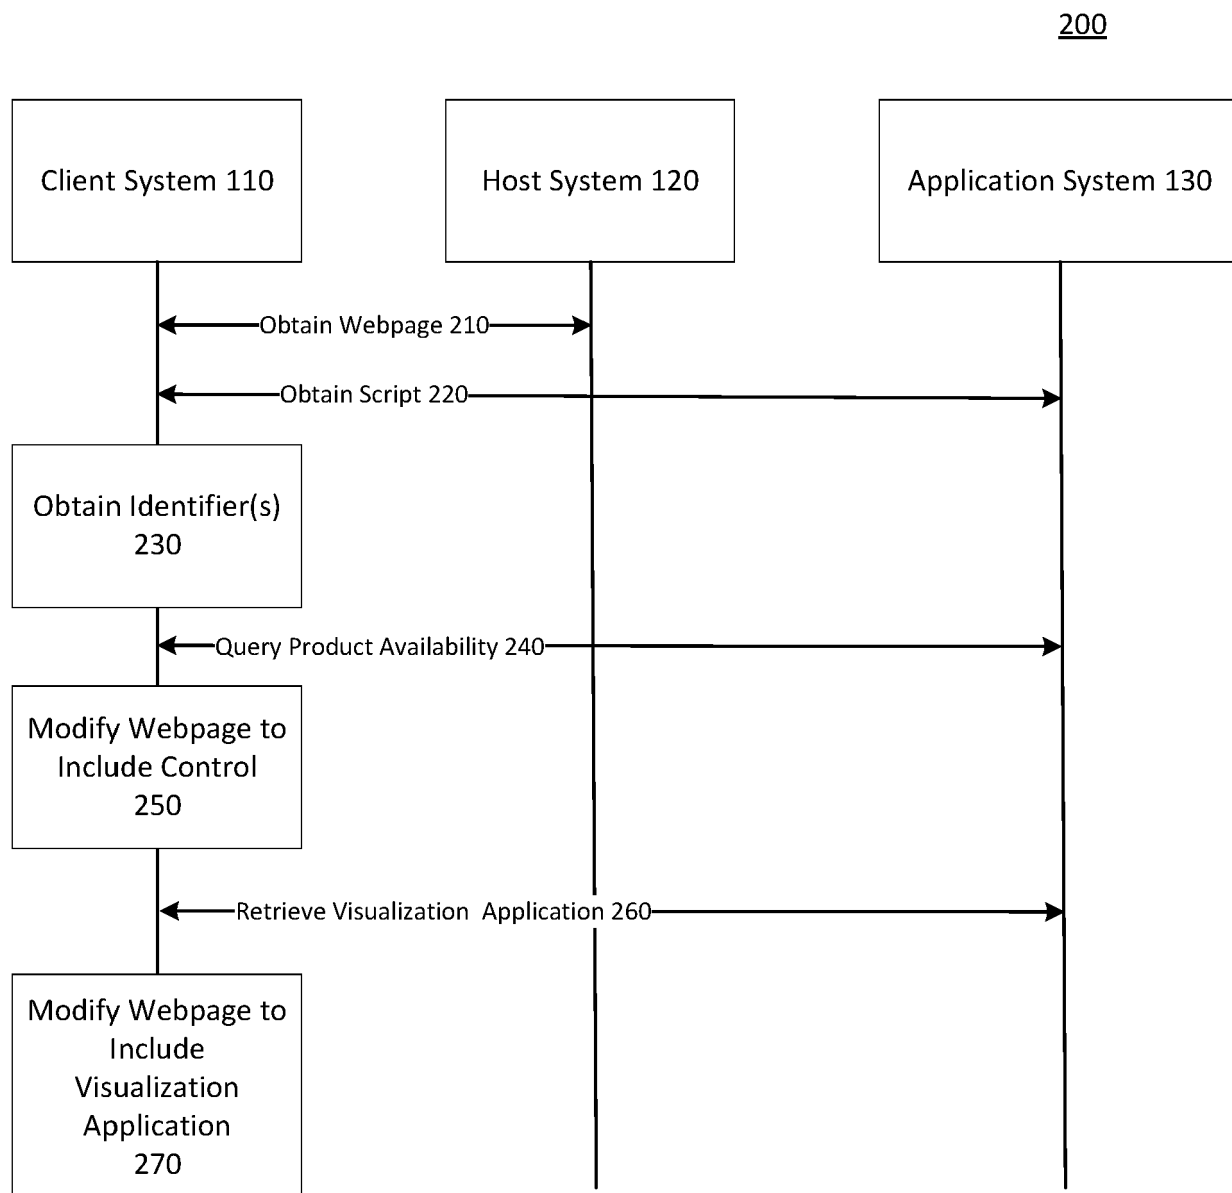 200
Client System 110
Host System 120
Application System 130
Obtain Webpage 210
Obtain Script 220
Obtain Identifier(s)
230
Query Product Availability 240
Modify Webpage to
Include Control
250
Retrieve Visualization Application 260
Modify Webpage to
Include
Visualization
Application
270